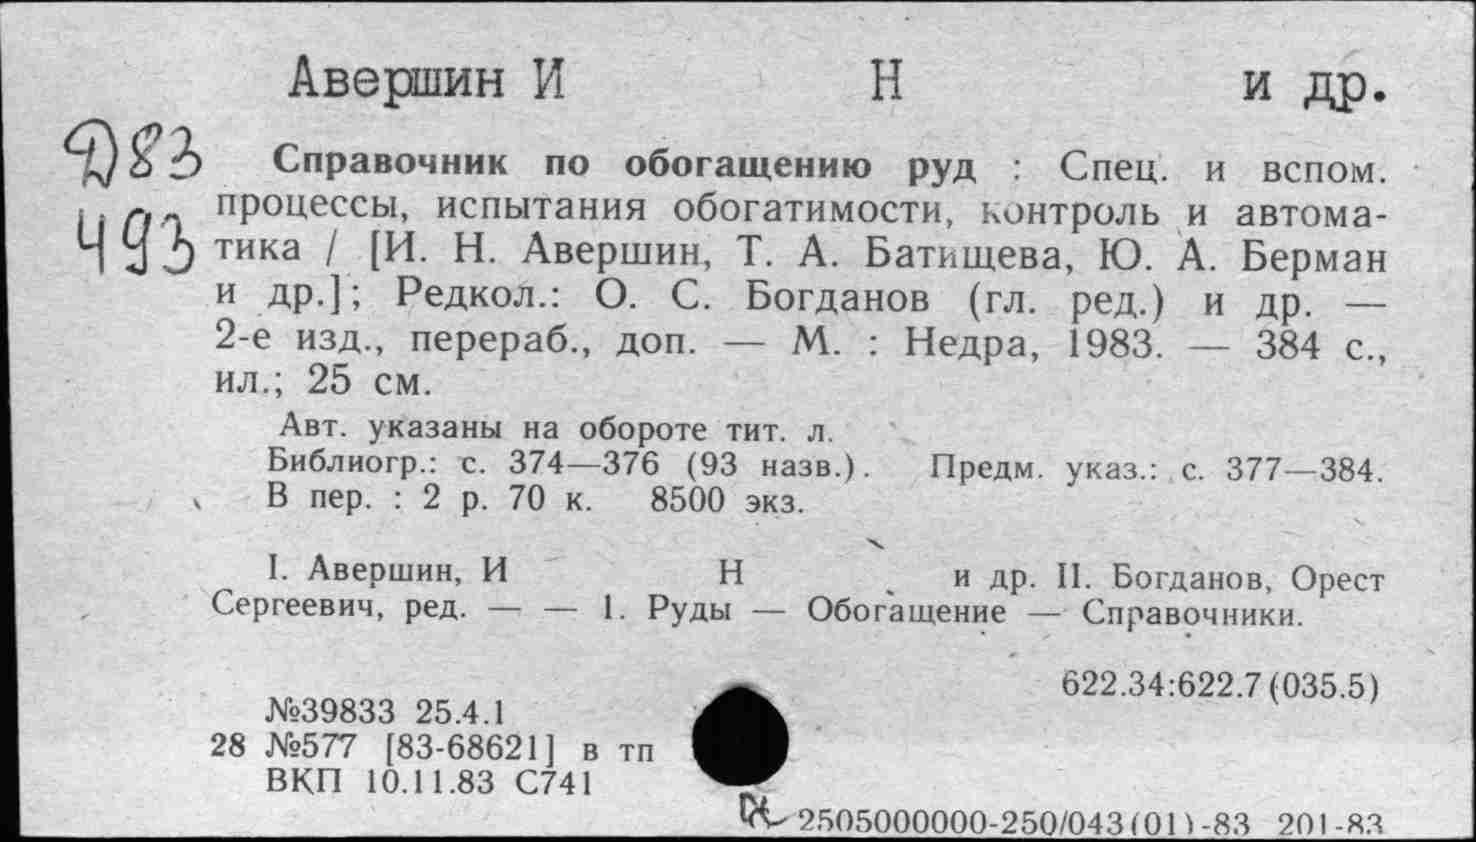 Авершин И Н и др.
Справочник по обогащению руд : Спец. и вспом.
процессы, испытания обогатимости, контроль и автома-
тика / [И. Н. Авершин, Т. А. Батищева, Ю. А. Берман
и др.]; Редкол.: О. С. Богданов (гл. ред.) и др. —
2-е изд., перераб., доп. — М. : Недра, 1983. — 384 с.,
ил.; 25 см.
Авт. указаны на обороте тит. л.
Библиогр.: с. 374—376 (93 назв.). Предм. указ.: с. 377—384.
В пер. : 2 р. 70 к. 8500 экз.
I. Авершин, И Н и др. II. Богданов, Орест
Сергеевич, ред. — — 1. Руды — Обогащение — Справочники.
622.34:622.7(035.5)
№39833 25.4.1
28 №577 [83-68621] в тп
ВКП 10.11.83 С741
2505000000-250/043(01)-83 201-83